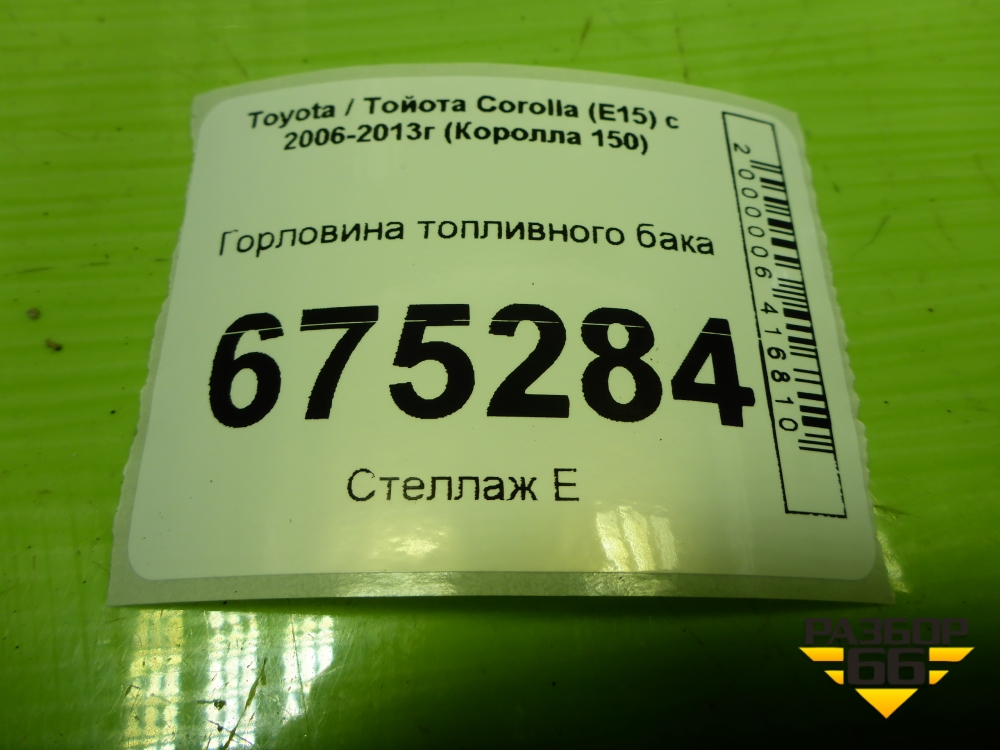 Toyota / Тойота Corolla (E15) с
2006-2013г (Королла 150)
Горловина топливного бака
675284
Стеллаж Е
2000006416810
РАЗБОР
66